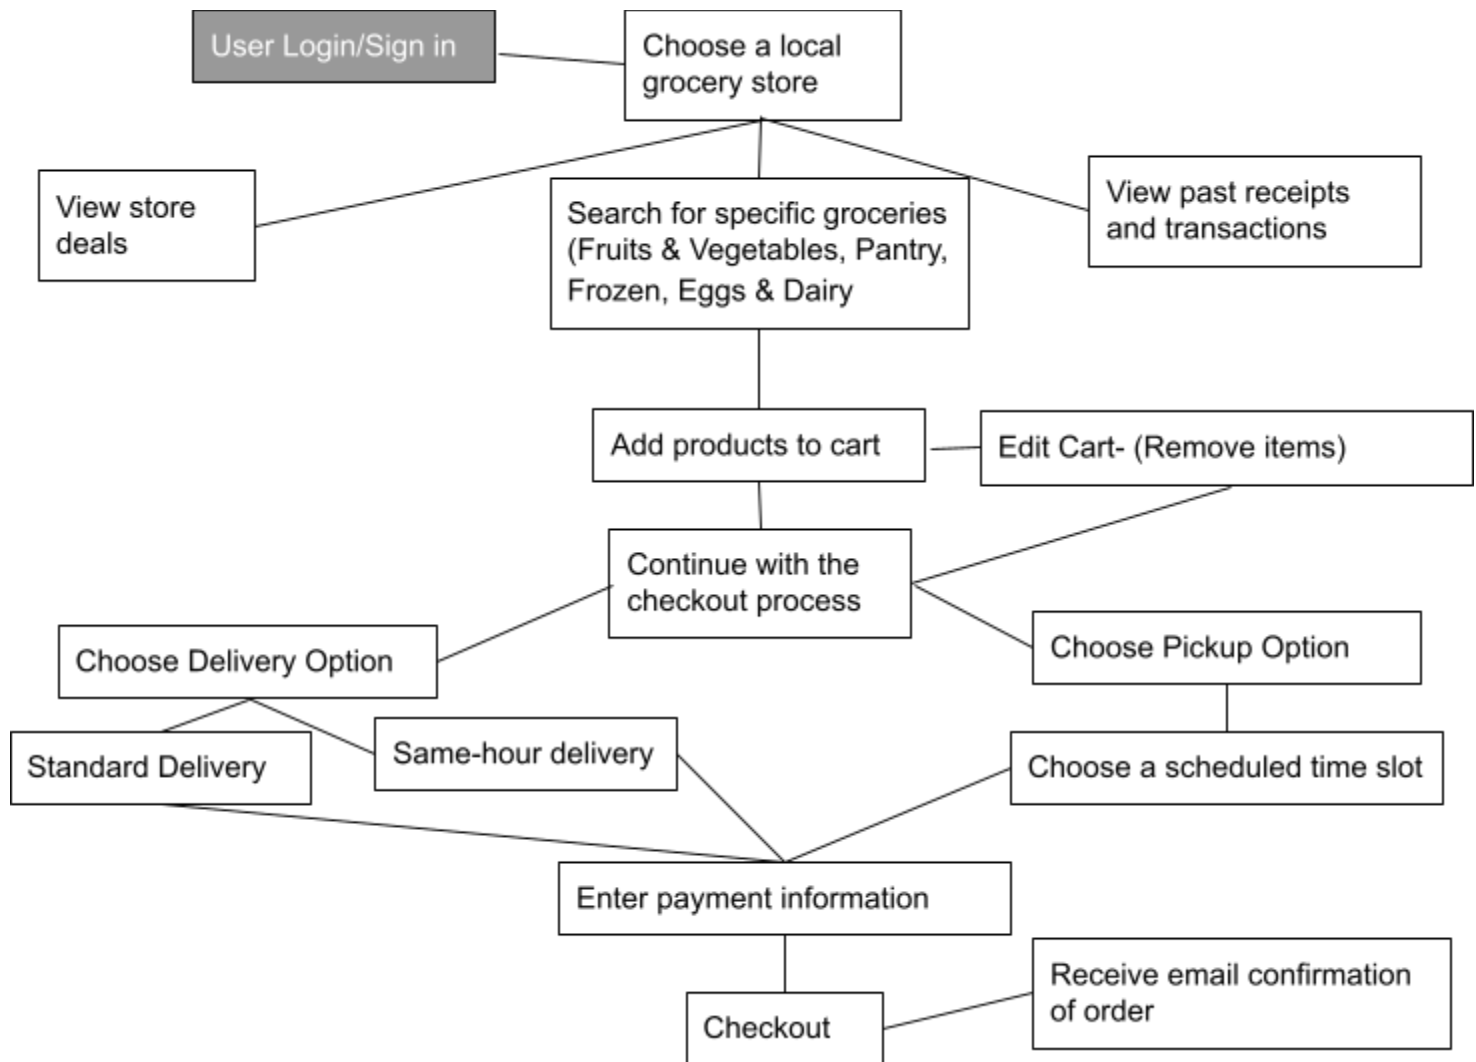 User Login/Sign in
Choose a local
grocery store
View store
deals
Search for specific groceries
(Fruits & Vegetables, Pantry,
Frozen, Eggs & Dairy
View past receipts
and transactions
Add products to cart
Edit Cart- (Remove items)
Continue with the
checkout process
Choose Delivery Option
Choose Pickup Option
Standard Delivery
Same-hour delivery
Choose a scheduled time slot
Enter payment information
Checkout
Receive email confirmation
of order